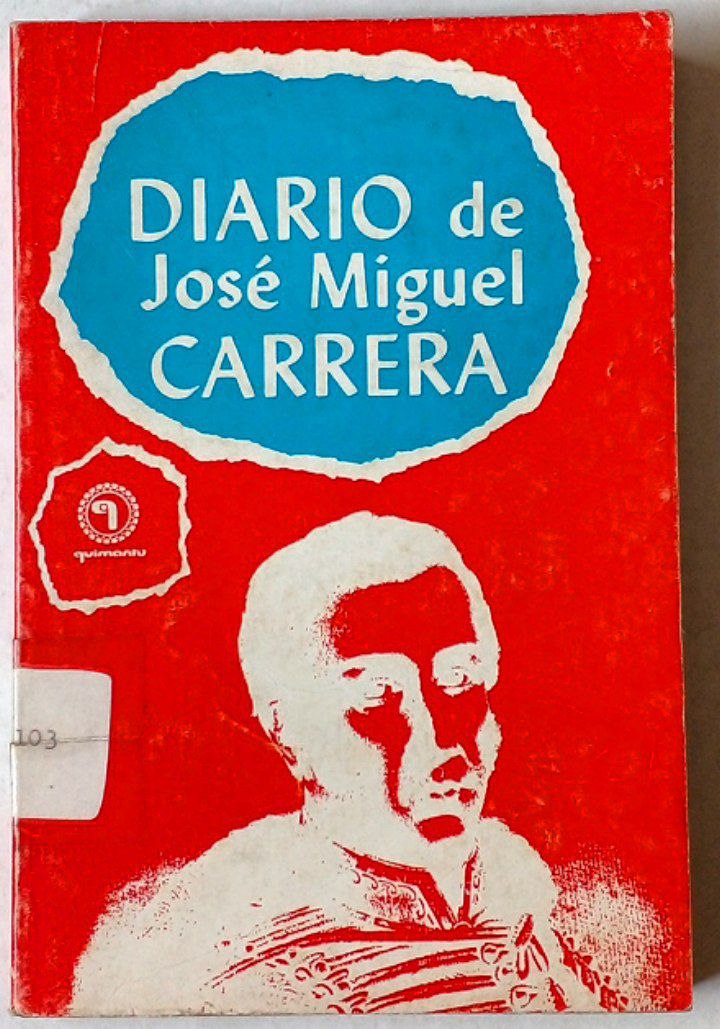 DIARIO de
José Miguel
CARRERA
quimantu
103